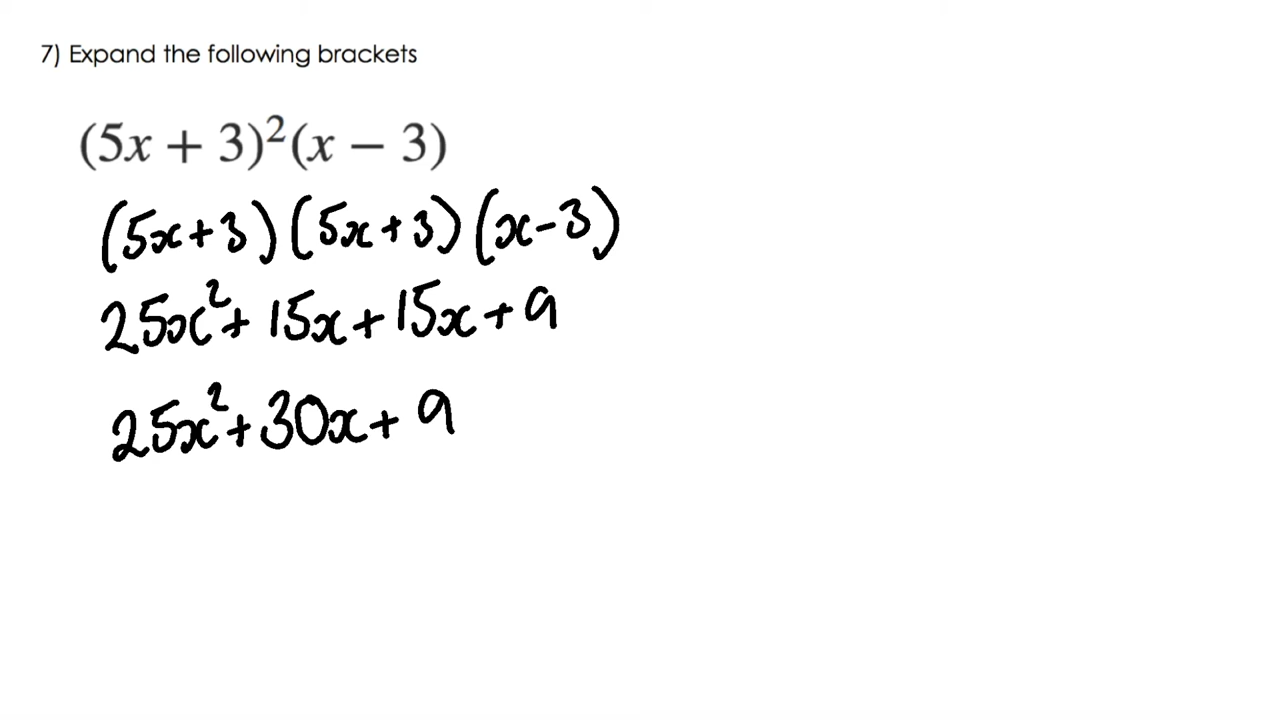 7) Expand the following brackets
(5x + 3)²(x − 3)
(5x+3)(5x+3)(x-3)
25x²+15x+15x+9
25x²+30x+9